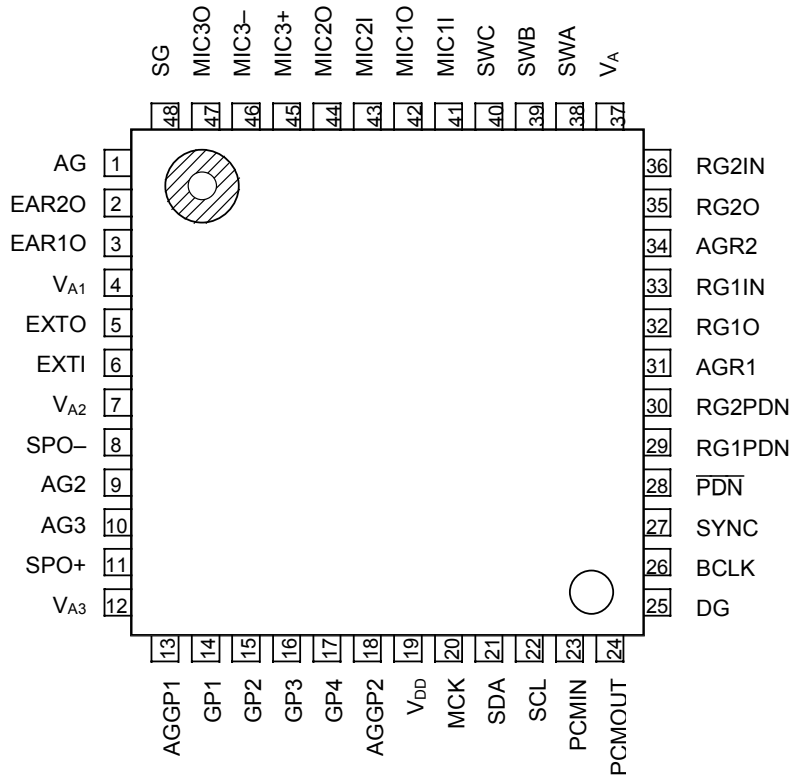 SG
MIC3O
MIC3–
MIC3+
MIC2O
MIC2I
MIC1O
MIC1I
SWC
SWB
SWA
VA
48
47
46
45
44
43
42
41
40
39
38
37
AG 1
EAR2O 2
EAR1O 3
VA1 4
EXTO 5
EXTI 6
VA2 7
SPO– 8
AG2 9
AG3 10
SPO+ 11
VA3 12
36 RG2IN
35 RG2O
34 AGR2
33 RG1IN
32 RG1O
31 AGR1
30 RG2PDN
29 RG1PDN
28 PDN
27 SYNC
26 BCLK
25 DG
13
14
15
16
17
18
19
20
21
22
23
24
AGGP1
GP1
GP2
GP3
GP4
AGGP2
VDD
MCK
SDA
SCL
PCMIN
PCMOUT